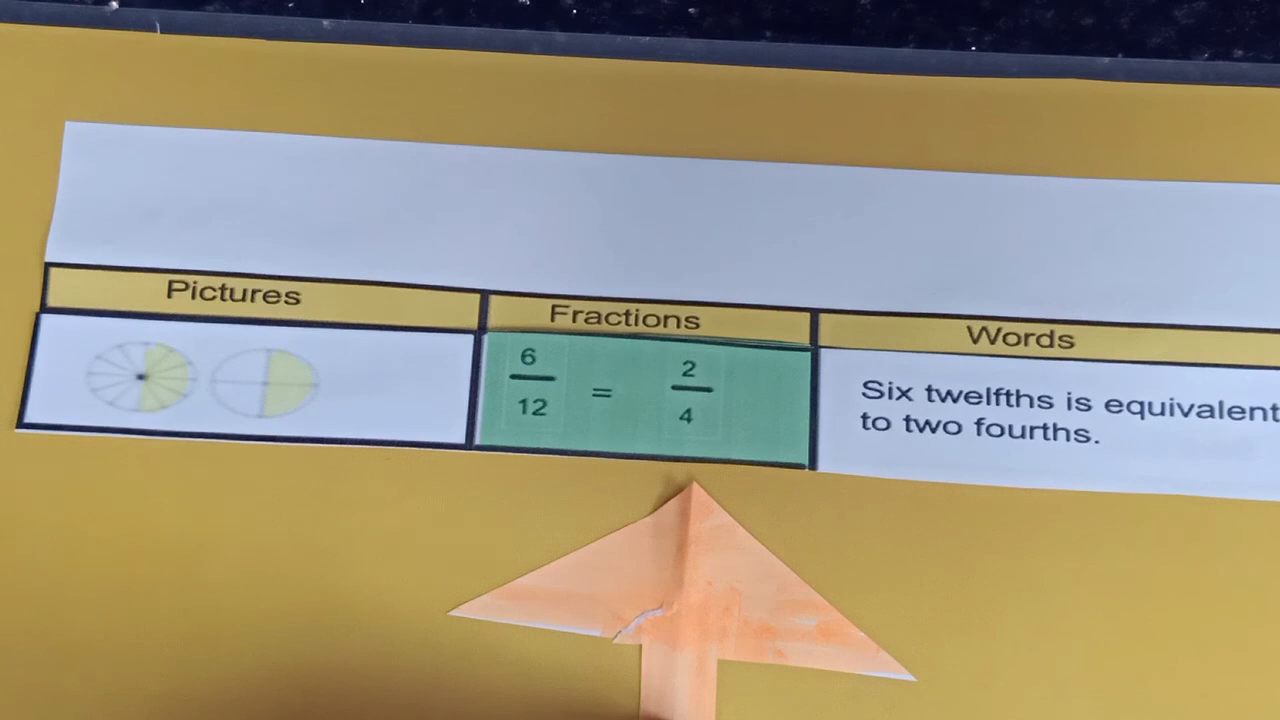 Pictures
Fractions
Words
6/12 = 2/4
Six twelfths is equivalent
to two fourths.